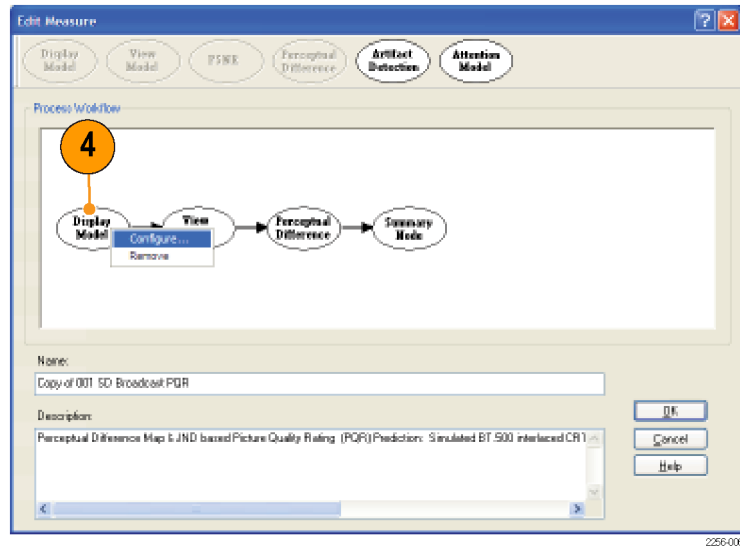 Edit Measure
Display Model
View Model
PSNR
Perceptual Difference
Artifact Detection
Attention Model
Process Workflow
4
Display Model
View
Perceptual Difference
Summary Node
Configure...
Remove
Name:
Copy of 001 SD Broadcast PQR
Description:
Perceptual Difference Map & JND based Picture Quality Rating (PQR) Prediction: Simulated BT.500 interlaced CRT
OK
Cancel
Help
2256-006